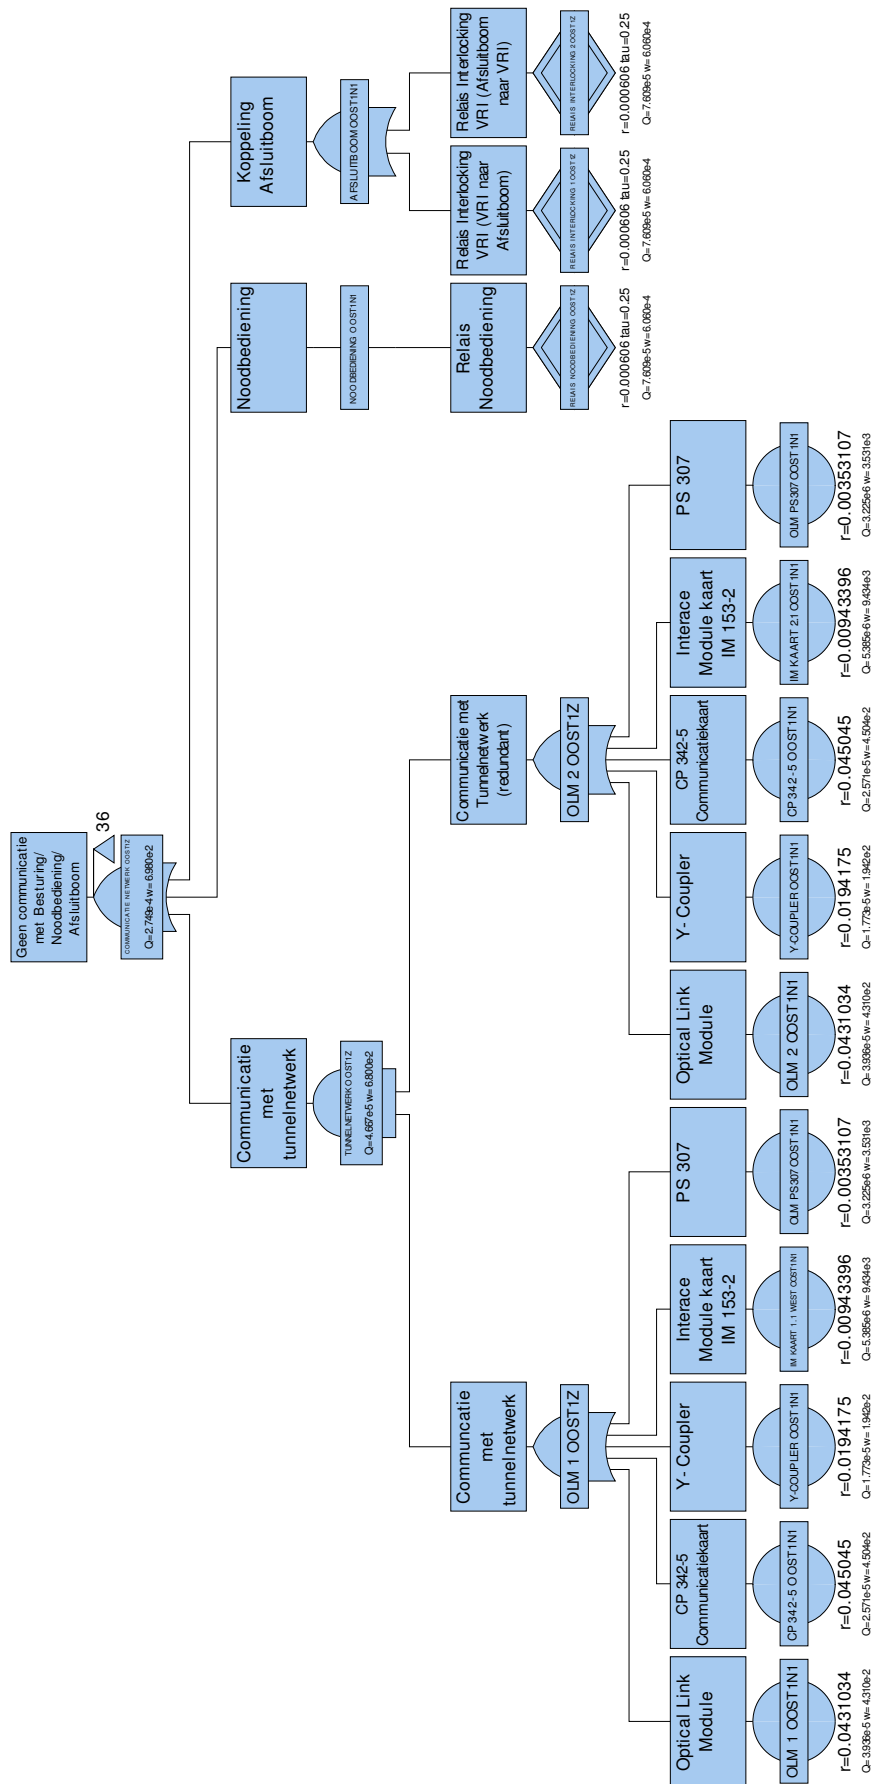 Geen communicatie
met Besturing/
Noodbediening/
Afsluitboom
36
COMMUNICATIE NETWERK OOST1Z
Q=2.749e-4 w= 6.980e-2
Communicatie
met
tunnelnetwerk
TUNNELNETWERK OOST1Z
Q=4.667e-5 w= 6.800e-2
Noodbediening
NOODBEDIENING OOST1N1
Koppeling
Afsluitboom
AFSLUITBOOM OOST1N1
Communcatie
met
tunnelnetwerk
OLM 1 OOST1Z
Communicatie met
Tunnelnetwerk
(redundant)
OLM 2 OOST1Z
Relais
Noodbediening
RELAIS NOODBEDIENING OOST1Z
r=0.000606 tau=0.25
Q=7.609e-5 w= 6.060e-4
Relais Interlocking
VRI (VRI naar
Afsluitboom)
RELAIS INTERLOCKING 1 OOST1Z
r=0.000606 tau=0.25
Q=7.609e-5 w= 6.060e-4
Relais Interlocking
VRI (Afsluitboom
naar VRI)
RELAIS INTERLOCKING 2 OOST1Z
r=0.000606 tau=0.25
Q=7.609e-5 w= 6.060e-4
Optical Link
Module
OLM 1 OOST1N1
r=0.0431034
Q=3.936e-5 w= 4.310e-2
CP 342-5
Communicatiekaart
CP 342-5 OOST1N1
r=0.045045
Q=2.571e-5 w= 4.504e-2
Y- Coupler
Y-COUPLER OOST1N1
r=0.0194175
Q=1.773e-5 w= 1.942e-2
Interace
Module kaart
IM 153-2
IM KAART 1.1 WEST OOST1N1
r=0.00943396
Q=5.385e-6 w= 9.434e-3
PS 307
OLM PS307 OOST1N1
r=0.00353107
Q=3.225e-6 w= 3.531e-3
Optical Link
Module
OLM 2 OOST1N1
r=0.0431034
Q=3.936e-5 w= 4.310e-2
Y- Coupler
Y-COUPLER OOST1N1
r=0.0194175
Q=1.773e-5 w= 1.942e-2
CP 342-5
Communicatiekaart
CP 342-5 OOST1N1
r=0.045045
Q=2.571e-5 w= 4.504e-2
Interace
Module kaart
IM 153-2
IM KAART 2.1 OOST1N1
r=0.00943396
Q=5.385e-6 w= 9.434e-3
PS 307
OLM PS307 OOST1N1
r=0.00353107
Q=3.225e-6 w= 3.531e-3